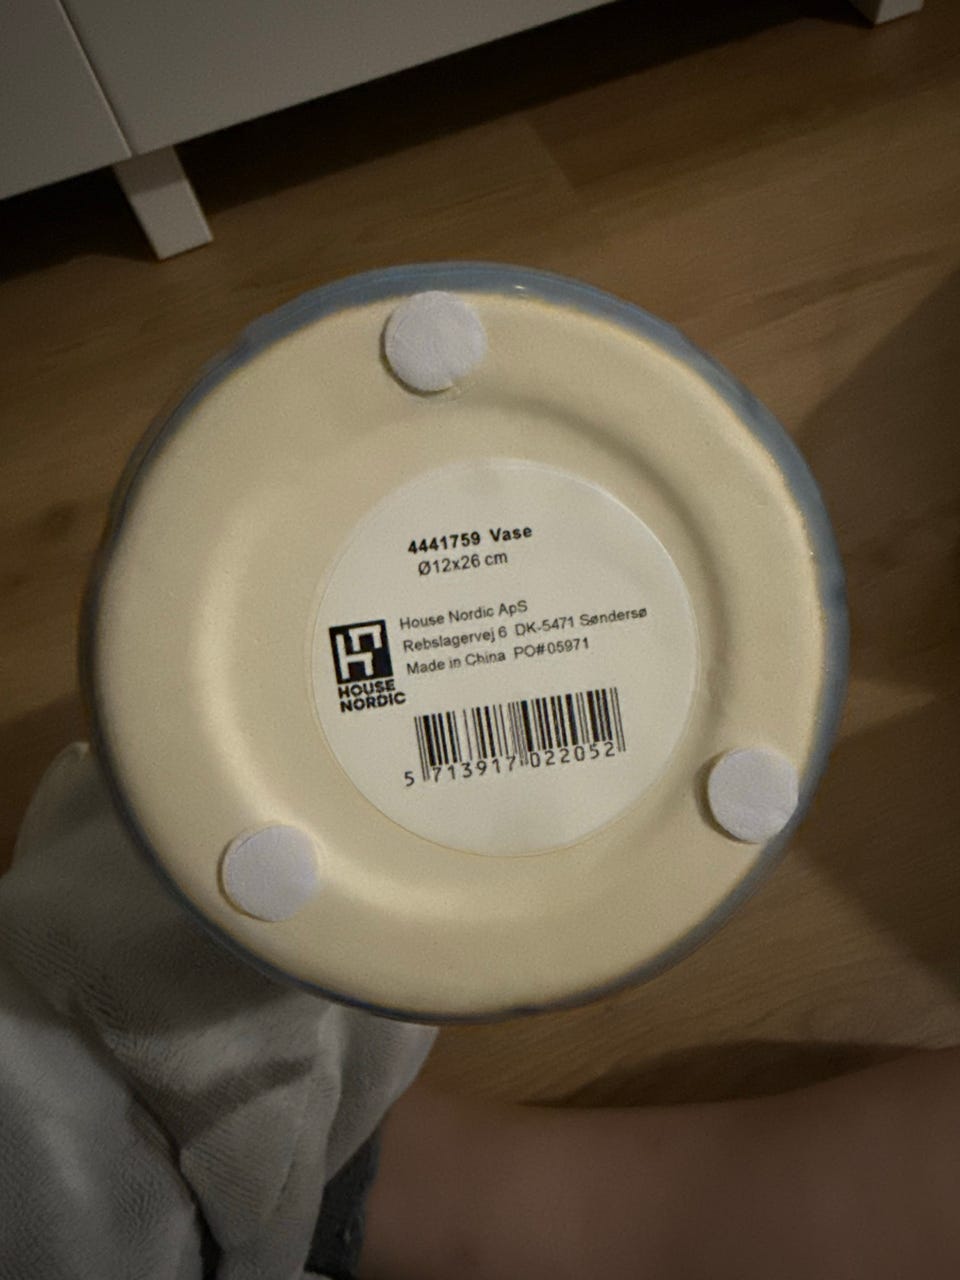 4441759 Vase
Ø12x26 cm
House Nordic ApS
Rebslagervej 6 DK-5471 Søndersø
Made in China PO#05971
HOUSE
NORDIC
5 713917 022052